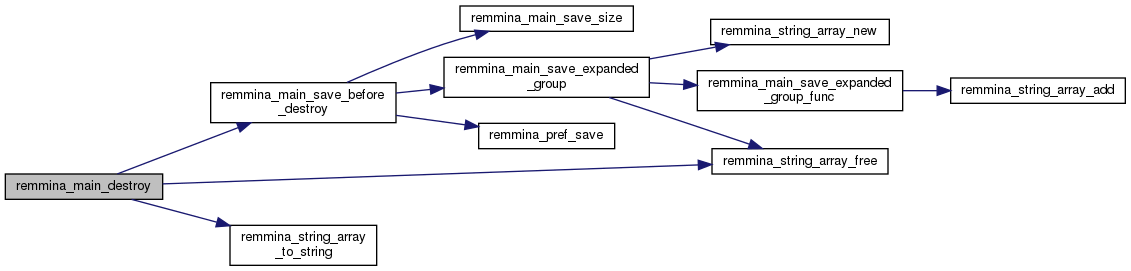 remmina_main_save_size
remmina_string_array_new
remmina_main_save_expanded
_group
remmina_main_save_expanded
_group_func
remmina_string_array_add
remmina_main_save_before
_destroy
remmina_pref_save
remmina_string_array_free
remmina_main_destroy
remmina_string_array
_to_string